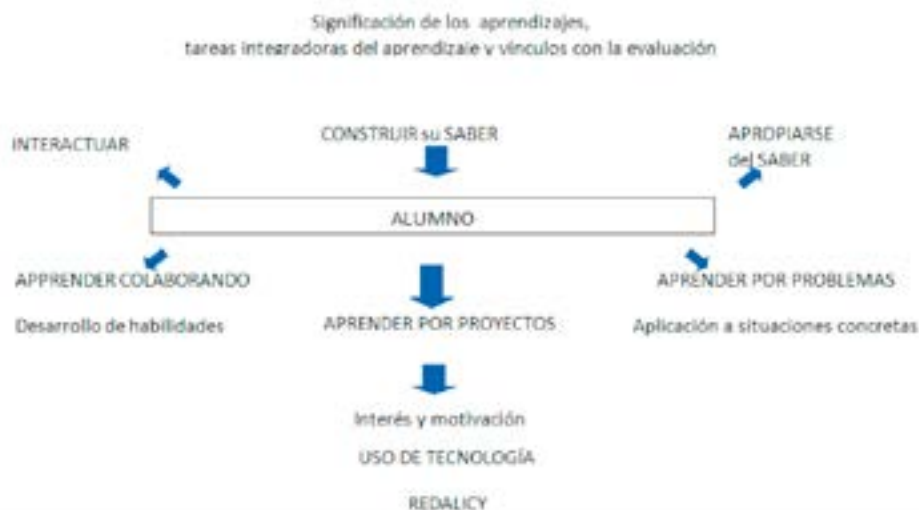 Significación de los aprendizajes,
tareas integradoras del aprendizaje y vínculos con la evaluación
INTERACTUAR
CONSTRUIR su SABER
APROPIARSE
del SABER
ALUMNO
APPRENDER COLABORANDO
APRENDER POR PROBLEMAS
Desarrollo de habilidades
APRENDER POR PROYECTOS
Aplicación a situaciones concretas
Interés y motivación
USO DE TECNOLOGÍA
REDALICY